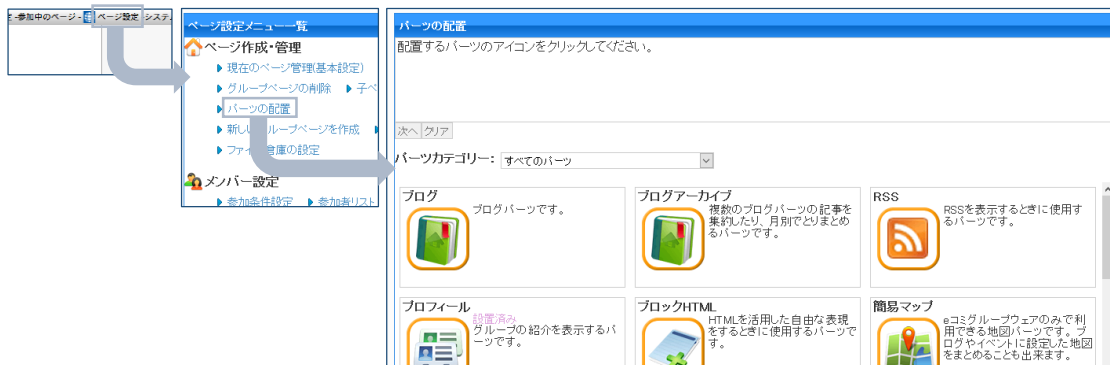 -参加中のページ- ページ設定 システ
ページ設定メニュー一覧
ページ作成・管理
現在のページ管理(基本設定)
グループページの削除 子ペ
パーツの配置
新し ループページを作成
ファイ 倉庫の設定
メンバー設定
参加条件設定 参加者リスト
パーツの配置
配置するパーツのアイコンをクリックしてください。
次へ クリア
パーツカテゴリー: すべてのパーツ
ブログ
ブログパーツです。
ブログアーカイブ
複数のブログパーツの記事を
集約したり、月別でとりまとめ
るパーツです。
RSS
RSSを表示するときに使用す
るパーツです。
プロフィール
設置済み
グループの紹介を表示するパ
ーツです。
ブロックHTML
HTMLを活用した自由な表現
をするときに使用するパーツで
す。
簡易マップ
eコミグループウェアのみで利
用できる地図パーツです。ブ
ログやイベントに設定した地図
をまとめることも出来ます。